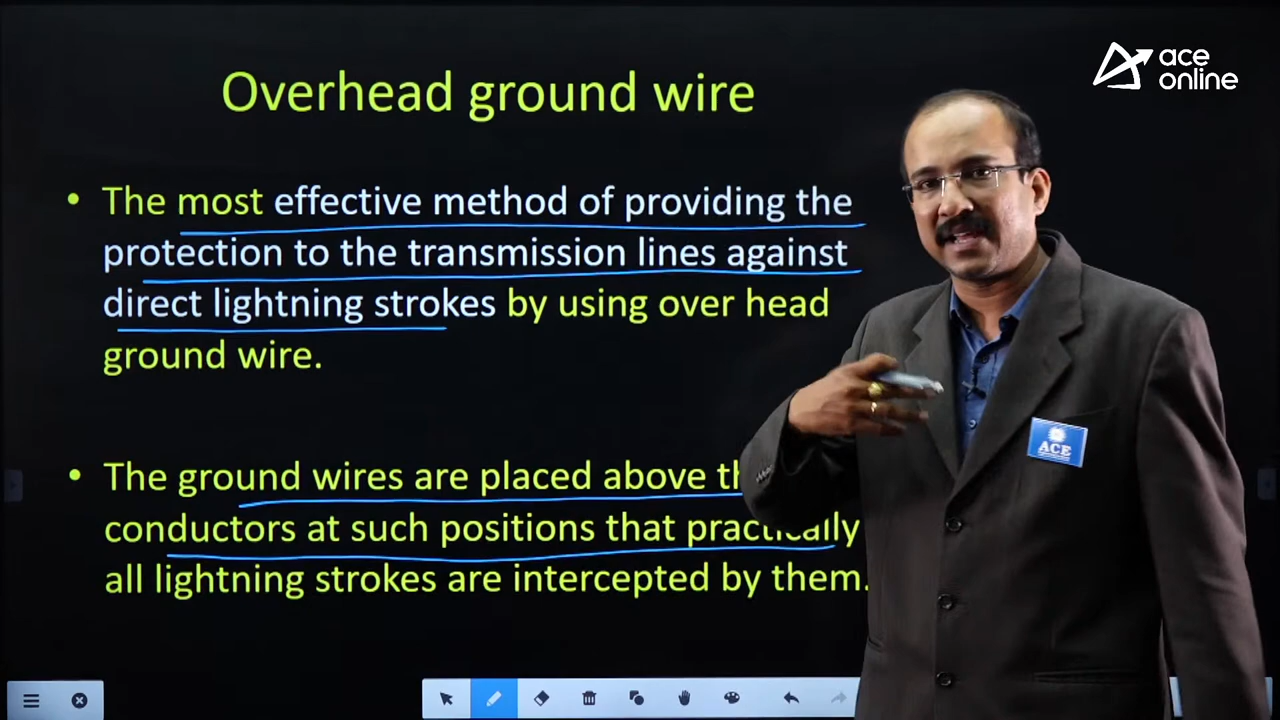 ace
online
Overhead ground wire
• The most effective method of providing the
protection to the transmission lines against
direct lightning strokes by using over head
ground wire.
• The ground wires are placed above
conductors at such positions that practically
all lightning strokes are intercepted by them.
ACE